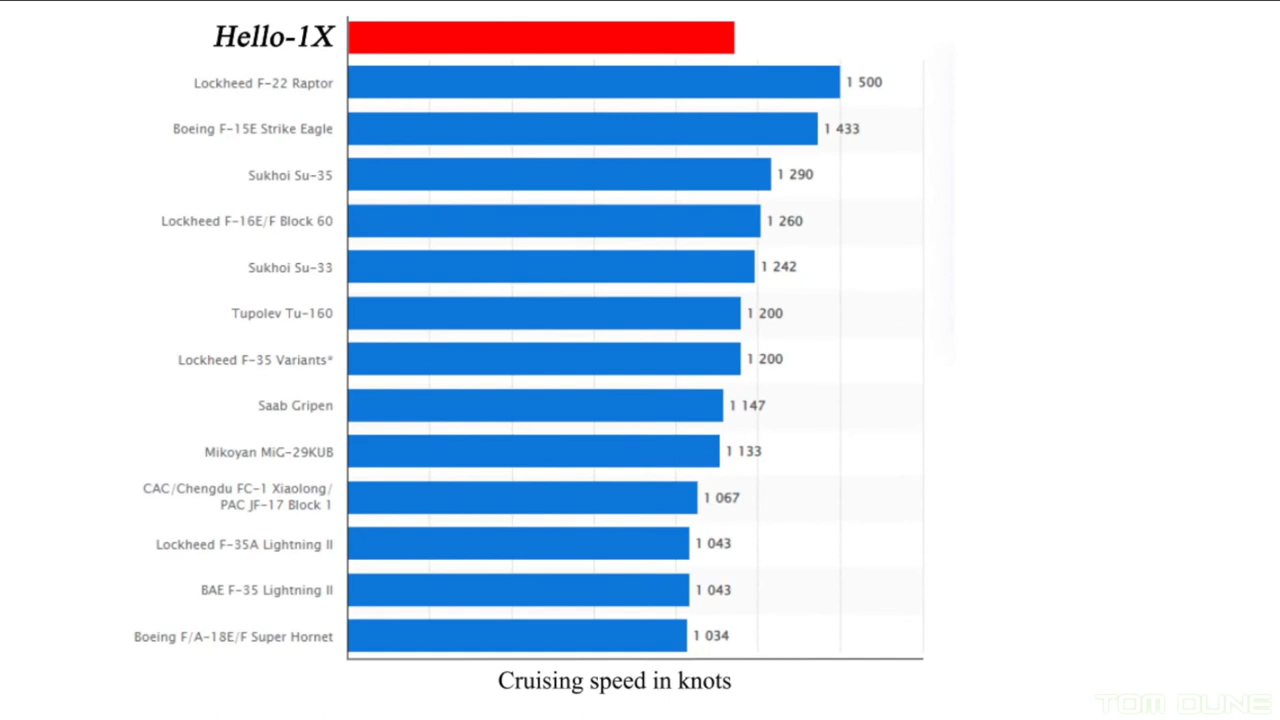 Hello-1X
Lockheed F-22 Raptor 1 500
Boeing F-15E Strike Eagle 1 433
Sukhoi Su-35 1 290
Lockheed F-16E/F Block 60 1 260
Sukhoi Su-33 1 242
Tupolev Tu-160 1 200
Lockheed F-35 Variants* 1 200
Saab Gripen 1 147
Mikoyan MiG-29KUB 1 133
CAC/Chengdu FC-1 Xiaolong/
PAC JF-17 Block 1 1 067
Lockheed F-35A Lightning II 1 043
BAE F-35 Lightning II 1 043
Boeing F/A-18E/F Super Hornet 1 034
Cruising speed in knots
TOM OUNE